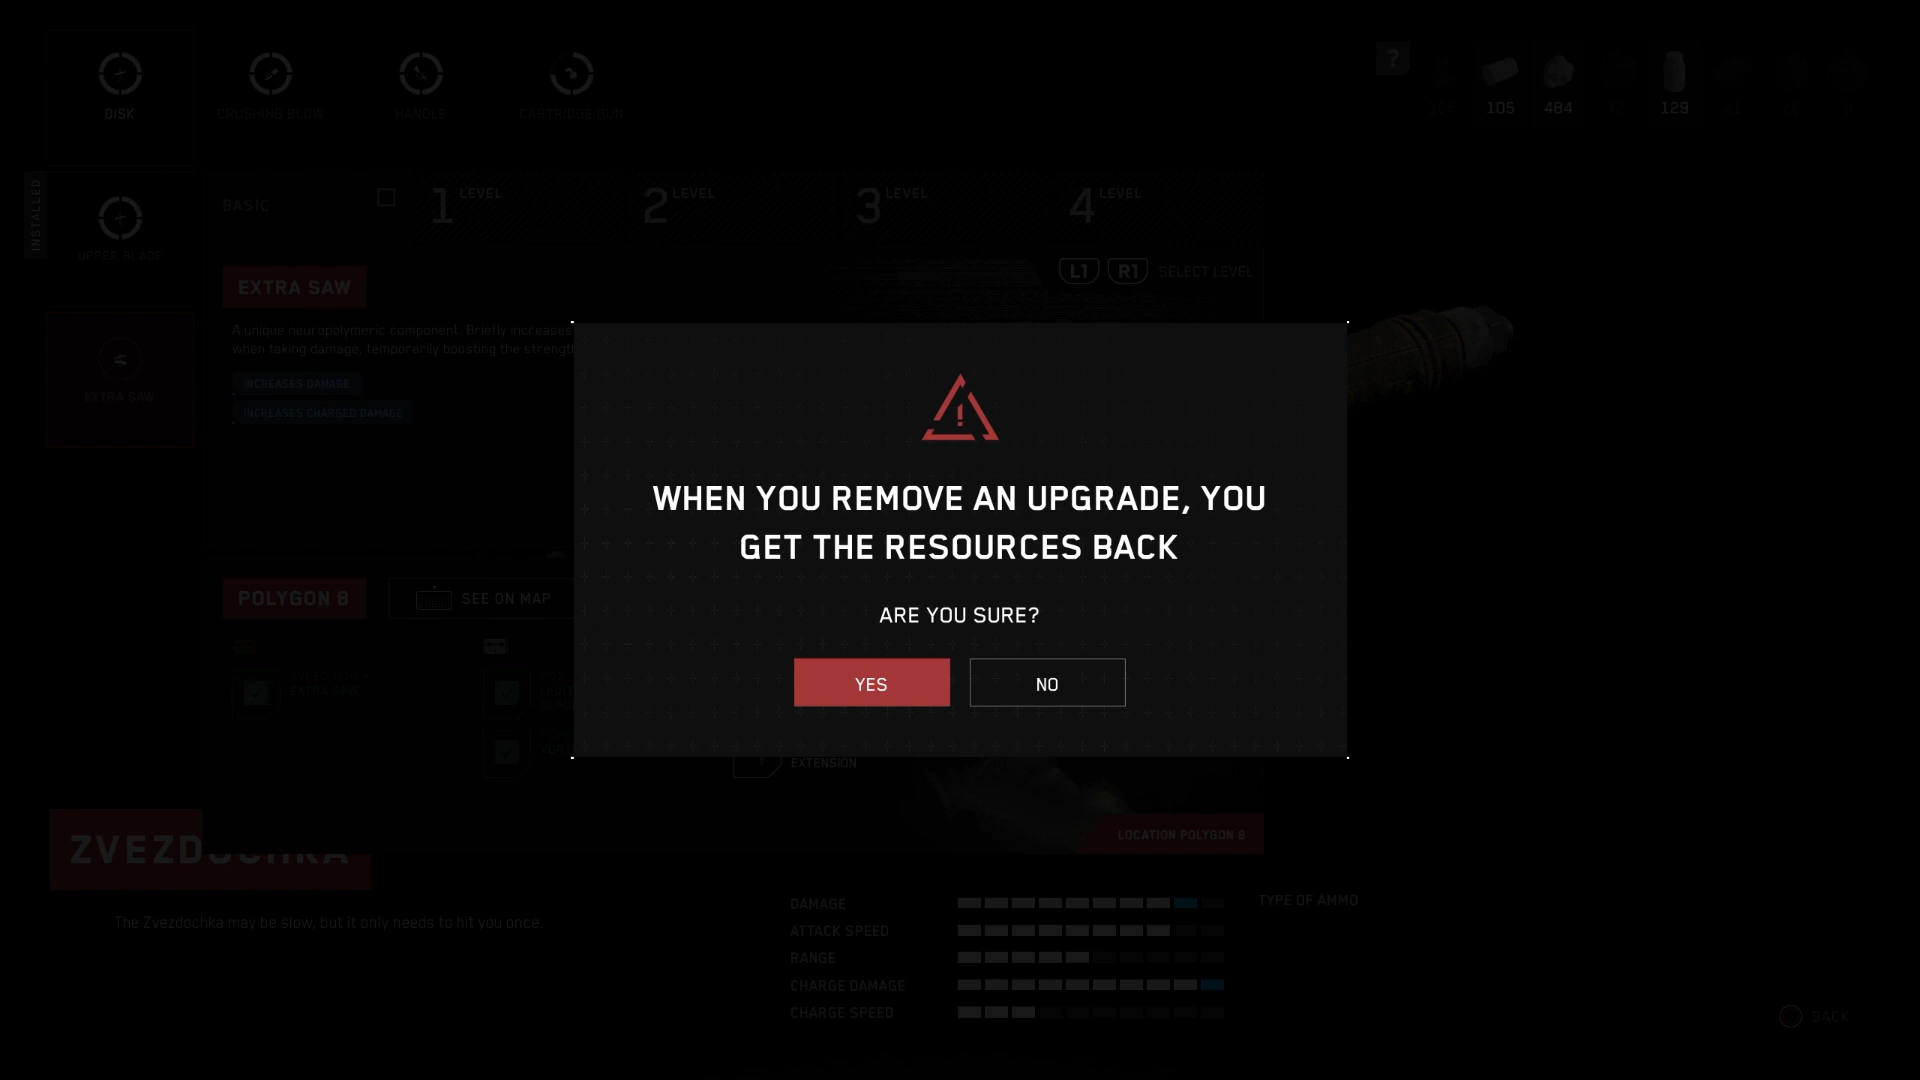 DISK
CRUSHING BLOW
HANDLE
CARTRIDGE GUN
?
105
484
129
INSTALLED
UPPER BLADE
EXTRA SAW
BASIC
1 LEVEL
2 LEVEL
3 LEVEL
4 LEVEL
L1 R1 SELECT LEVEL
EXTRA SAW
A unique neuropolymeric component. Briefly increases
when taking damage, temporarily boosting the
INCREASES DAMAGE
INCREASES CHARGED DAMAGE
WHEN YOU REMOVE AN UPGRADE, YOU
GET THE RESOURCES BACK
ARE YOU SURE?
YES
NO
POLYGON 8
SEE ON MAP
ZVEZDOCHKA
EXTRA SAW
EXTENSION
LOCATION POLYGON 8
ZVEZDOCHKA
The Zvezdochka may be slow, but it only needs to hit you once.
DAMAGE
ATTACK SPEED
RANGE
CHARGE DAMAGE
CHARGE SPEED
TYPE OF AMMO
BACK